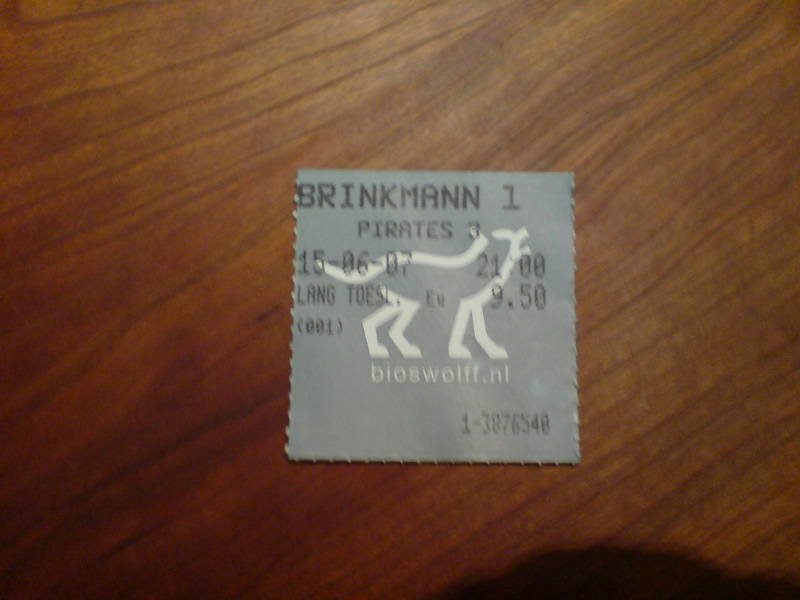 BRINKMANN 1
PIRATES 3
15-06-07 21:00
LANG TOESL. Eu 9.50
(001)
bioswolff.nl
1-3076540